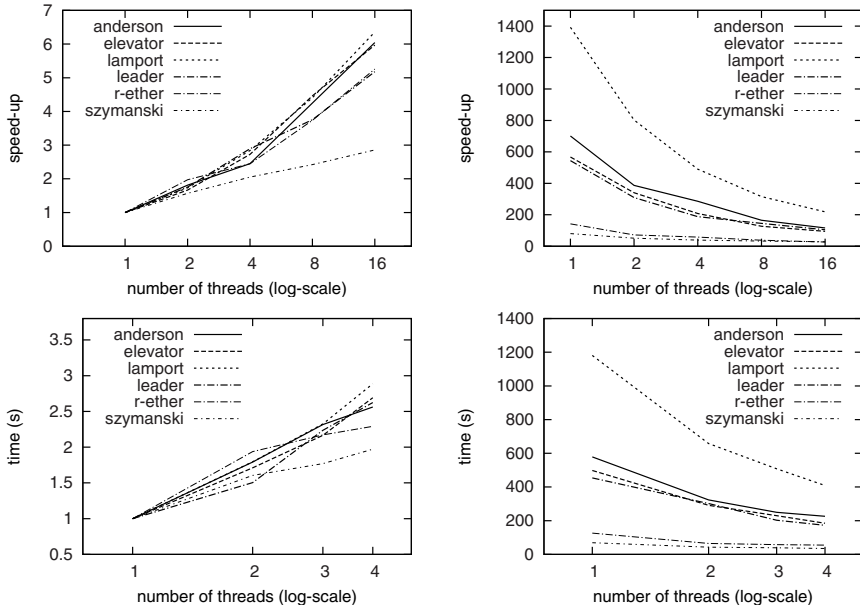 7
6
5
4
3
2
1
0
speed-up
anderson
elevator
lamport
leader
r-ether
szymanski
1 2 4 8 16
number of threads (log-scale)
1400
1200
1000
800
600
400
200
0
speed-up
anderson
elevator
lamport
leader
r-ether
szymanski
1 2 4 8 16
number of threads (log-scale)
3.5
3
2.5
2
1.5
1
0.5
time (s)
anderson
elevator
lamport
leader
r-ether
szymanski
1 2 3 4
number of threads (log-scale)
1400
1200
1000
800
600
400
200
0
time (s)
anderson
elevator
lamport
leader
r-ether
szymanski
1 2 3 4
number of threads (log-scale)